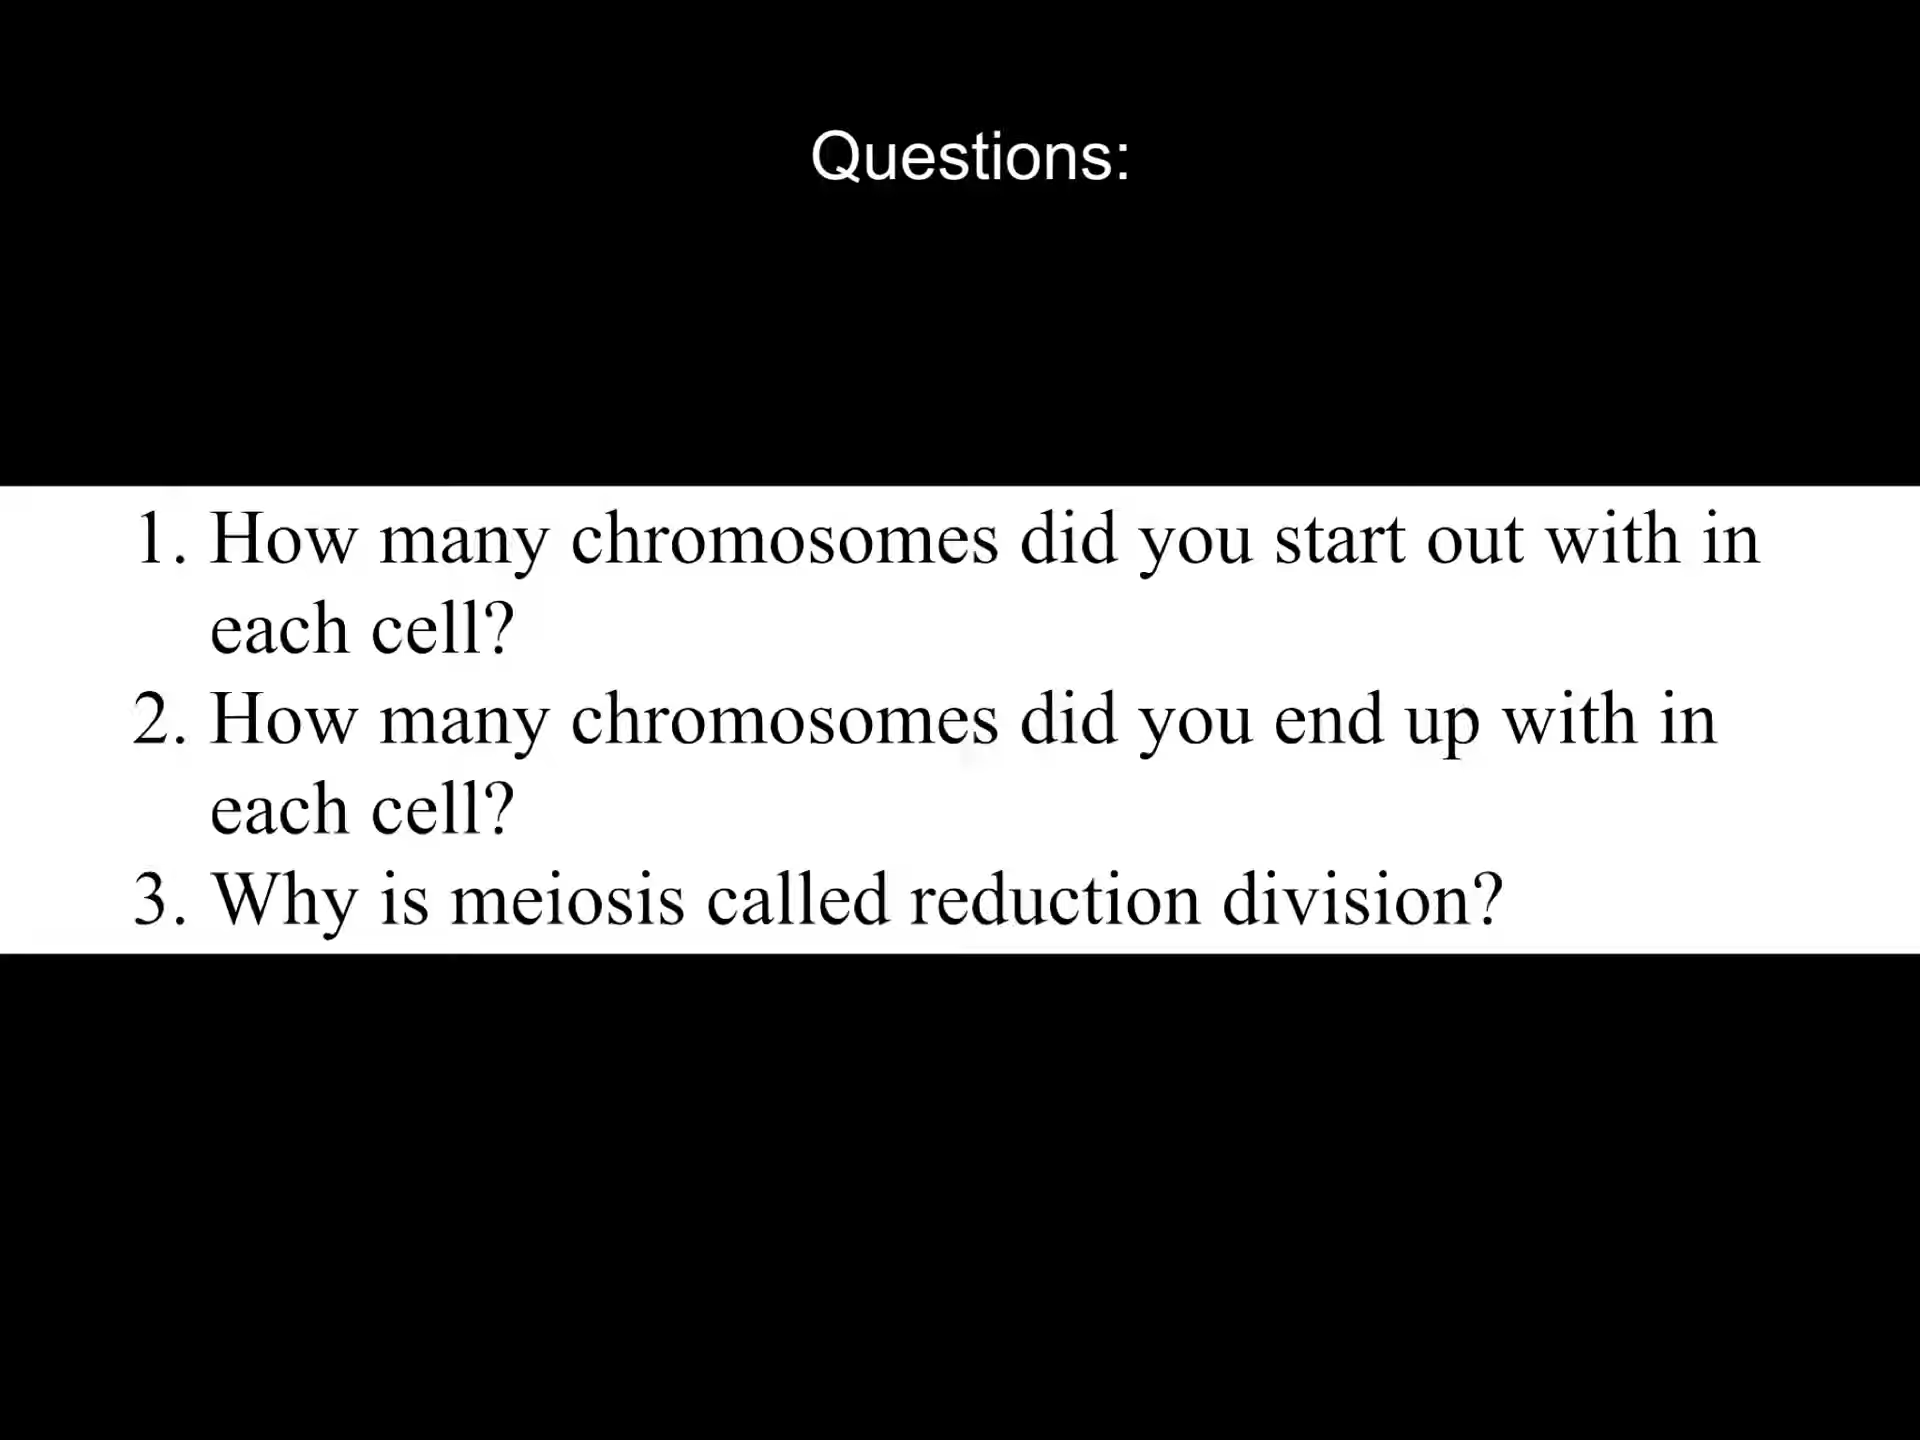 Questions:
1. How many chromosomes did you start out with in
each cell?
2. How many chromosomes did you end up with in
each cell?
3. Why is meiosis called reduction division?